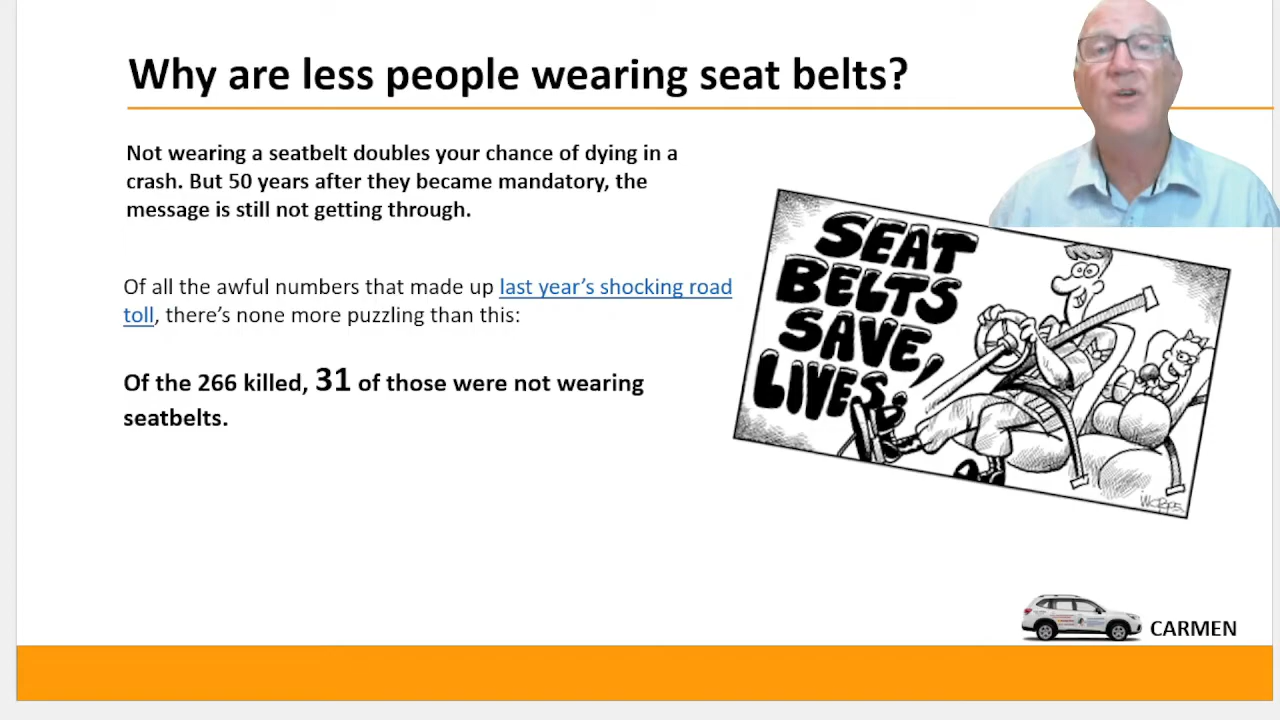 Why are less people wearing seat belts?
Not wearing a seatbelt doubles your chance of dying in a
crash. But 50 years after they became mandatory, the
message is still not getting through.
Of all the awful numbers that made up last year's shocking road
toll, there's none more puzzling than this:
Of the 266 killed, 31 of those were not wearing
seatbelts.
SEAT
BELTS
SAVE,
LIVES.
CARMEN